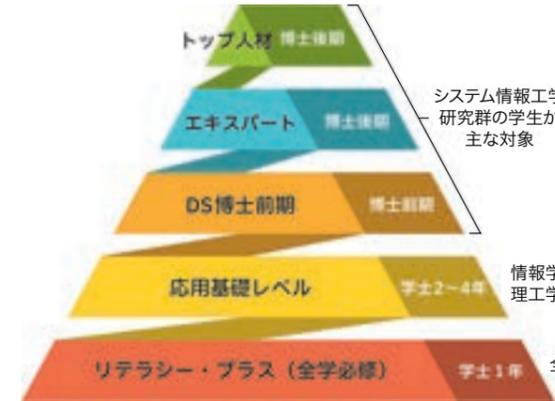 トップ人材 博士後期
エキスパート 博士後期
システム情報工学
研究群の学生が
主な対象
DS博士前期 博士前期
応用基礎レベル 学士2～4年
情報学
理工学
リテラシー・プラス（全学必修） 学士1年